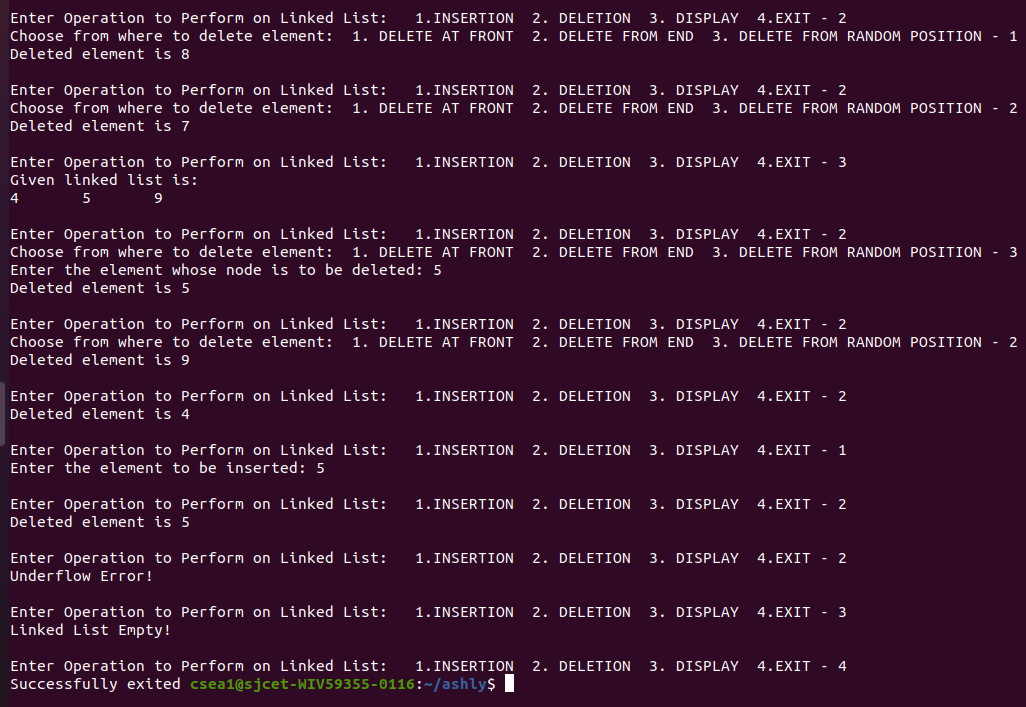 Enter Operation to Perform on Linked List:   1.INSERTION  2. DELETION  3. DISPLAY  4.EXIT - 2
Choose from where to delete element:  1. DELETE AT FRONT  2. DELETE FROM END  3. DELETE FROM RANDOM POSITION - 1
Deleted element is 8

Enter Operation to Perform on Linked List:   1.INSERTION  2. DELETION  3. DISPLAY  4.EXIT - 2
Choose from where to delete element:  1. DELETE AT FRONT  2. DELETE FROM END  3. DELETE FROM RANDOM POSITION - 2
Deleted element is 7

Enter Operation to Perform on Linked List:   1.INSERTION  2. DELETION  3. DISPLAY  4.EXIT - 3
Given linked list is:
4       5       9

Enter Operation to Perform on Linked List:   1.INSERTION  2. DELETION  3. DISPLAY  4.EXIT - 2
Choose from where to delete element:  1. DELETE AT FRONT  2. DELETE FROM END  3. DELETE FROM RANDOM POSITION - 3
Enter the element whose node is to be deleted: 5
Deleted element is 5

Enter Operation to Perform on Linked List:   1.INSERTION  2. DELETION  3. DISPLAY  4.EXIT - 2
Choose from where to delete element:  1. DELETE AT FRONT  2. DELETE FROM END  3. DELETE FROM RANDOM POSITION - 2
Deleted element is 9

Enter Operation to Perform on Linked List:   1.INSERTION  2. DELETION  3. DISPLAY  4.EXIT - 2
Deleted element is 4

Enter Operation to Perform on Linked List:   1.INSERTION  2. DELETION  3. DISPLAY  4.EXIT - 1
Enter the element to be inserted: 5

Enter Operation to Perform on Linked List:   1.INSERTION  2. DELETION  3. DISPLAY  4.EXIT - 2
Deleted element is 5

Enter Operation to Perform on Linked List:   1.INSERTION  2. DELETION  3. DISPLAY  4.EXIT - 2
Underflow Error!

Enter Operation to Perform on Linked List:   1.INSERTION  2. DELETION  3. DISPLAY  4.EXIT - 3
Linked List Empty!

Enter Operation to Perform on Linked List:   1.INSERTION  2. DELETION  3. DISPLAY  4.EXIT - 4
Successfully exited csea1@sjcet-WIV59355-0116:~/ashly$